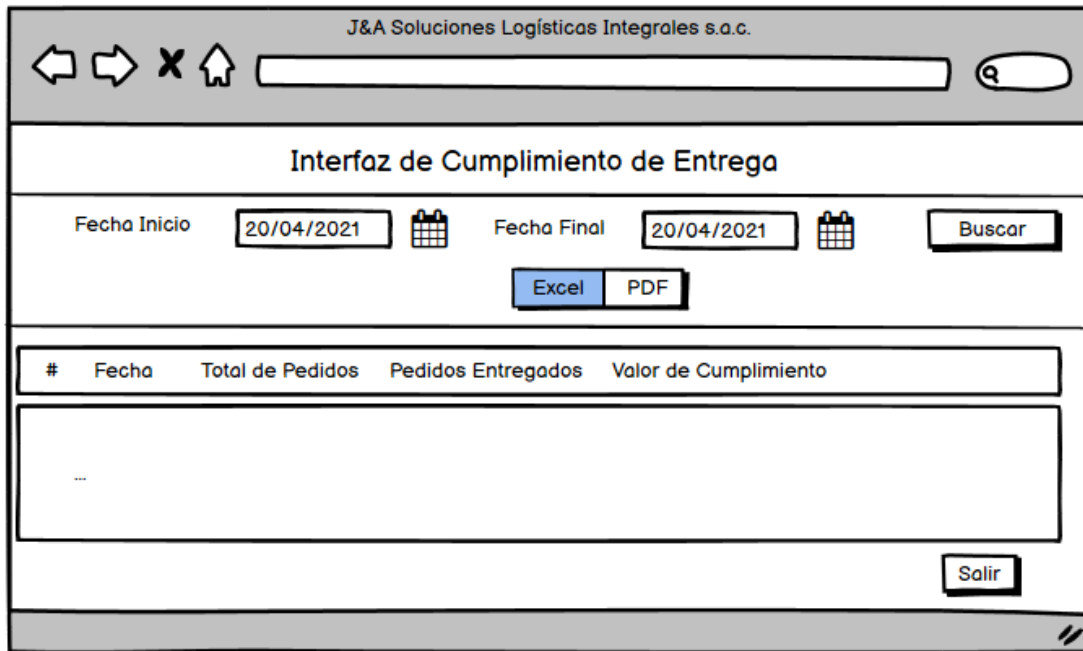 J&A Soluciones Logísticas Integrales s.a.c.
Interfaz de Cumplimiento de Entrega
Fecha Inicio 20/04/2021 Fecha Final 20/04/2021 Buscar
Excel PDF
# Fecha Total de Pedidos Pedidos Entregados Valor de Cumplimiento
...
Salir